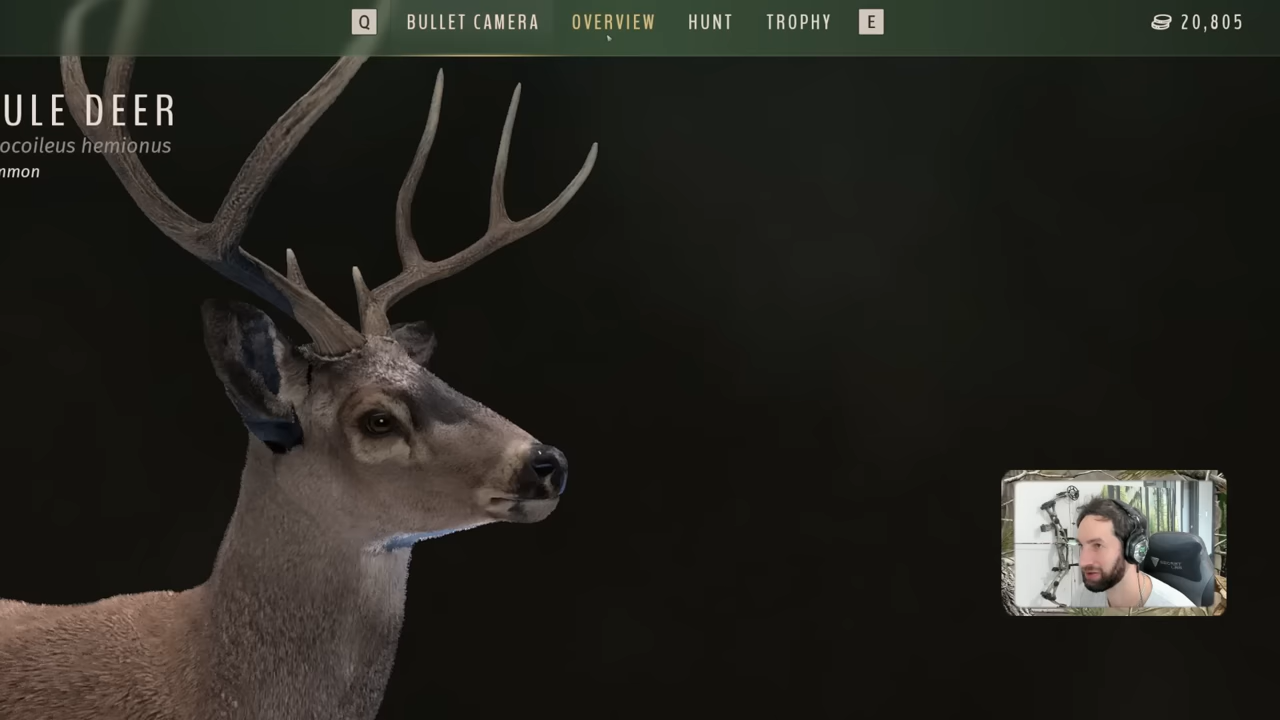 Q BULLET CAMERA OVERVIEW HUNT TROPHY E 20,805
ULE DEER
ocoileus hemionus
mmon